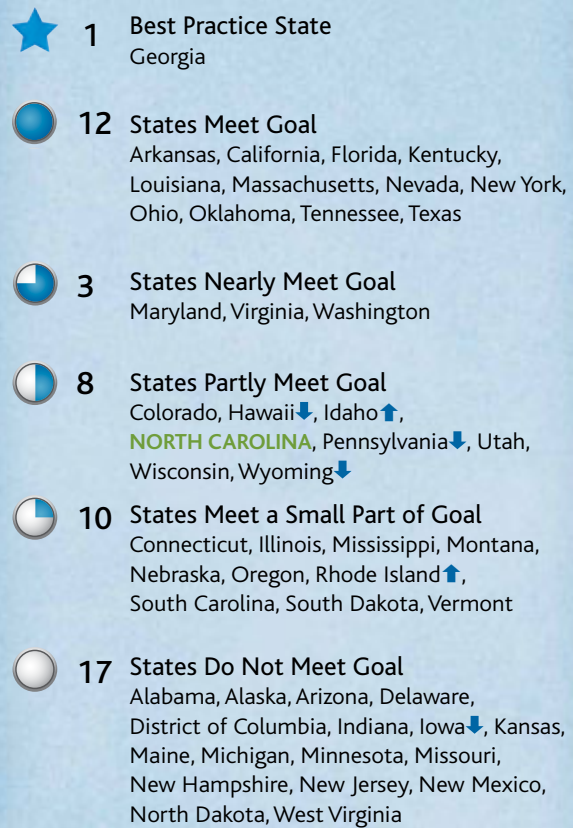 1 Best Practice State
Georgia
12 States Meet Goal
Arkansas, California, Florida, Kentucky,
Louisiana, Massachusetts, Nevada, New York,
Ohio, Oklahoma, Tennessee, Texas
3 States Nearly Meet Goal
Maryland, Virginia, Washington
8 States Partly Meet Goal
Colorado, Hawaii⬇, Idaho⬆,
NORTH CAROLINA, Pennsylvania⬇, Utah,
Wisconsin, Wyoming⬇
10 States Meet a Small Part of Goal
Connecticut, Illinois, Mississippi, Montana,
Nebraska, Oregon, Rhode Island⬆,
South Carolina, South Dakota, Vermont
17 States Do Not Meet Goal
Alabama, Alaska, Arizona, Delaware,
District of Columbia, Indiana, Iowa⬇, Kansas,
Maine, Michigan, Minnesota, Missouri,
New Hampshire, New Jersey, New Mexico,
North Dakota, West Virginia